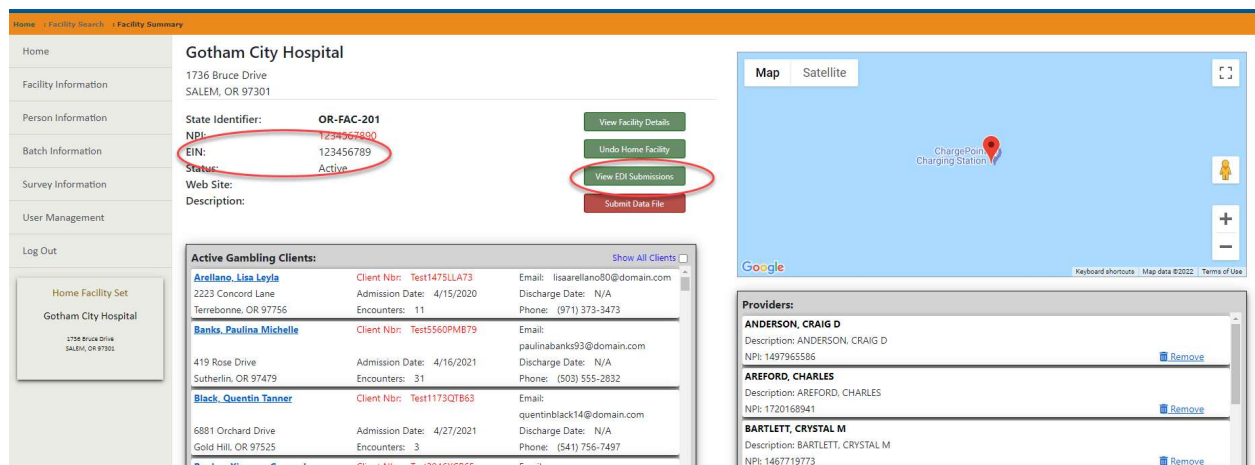 Home › Facility Search › Facility Summary
Home
Facility Information
Person Information
Batch Information
Survey Information
User Management
Log Out
Home Facility Set
Gotham City Hospital
1736 Bruce Drive
SALEM, OR 97301
Gotham City Hospital
1736 Bruce Drive
SALEM, OR 97301
State Identifier: OR-FAC-201
NPI: 1234567890
EIN: 123456789
Status: Active
Web Site:
Description:
View Facility Details
Undo Home Facility
View EDI Submissions
Submit Data File
Active Gambling Clients: Show All Clients
Arellano, Lisa Leyla Client Nbr: Test1475LLA73 Email: lisaarellano80@domain.com
2223 Concord Lane Admission Date: 4/15/2020 Discharge Date: N/A
Terrebonne, OR 97756 Encounters: 11 Phone: (971) 373-3473
Banks, Paulina Michelle Client Nbr: Test5560PMB79 Email:
paulinabanks93@domain.com
419 Rose Drive Admission Date: 4/16/2021 Discharge Date: N/A
Sutherlin, OR 97479 Encounters: 31 Phone: (503) 555-2832
Black, Quentin Tanner Client Nbr: Test1173QTB63 Email:
quentinblack14@domain.com
6881 Orchard Drive Admission Date: 4/27/2021 Discharge Date: N/A
Gold Hill, OR 97525 Encounters: 3 Phone: (541) 756-7497
Map Satellite
ChargePoint
Charging Station
Google
Keyboard shortcuts Map data ©2022 Terms of Use
Providers:
ANDERSON, CRAIG D
Description: ANDERSON, CRAIG D
NPI: 1497965586 Remove
AREFORD, CHARLES
Description: AREFORD, CHARLES
NPI: 1720168941 Remove
BARTLETT, CRYSTAL M
Description: BARTLETT, CRYSTAL M
NPI: 1467719773 Remove